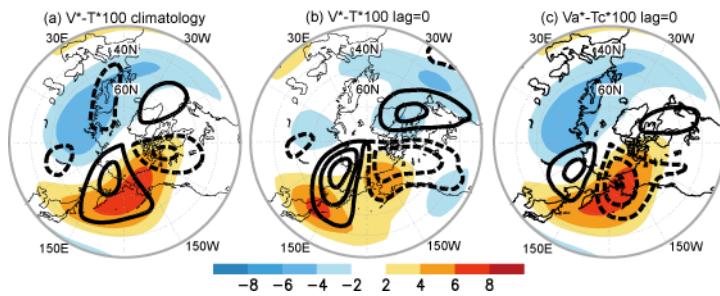 (a) V*-T*100 climatology
(b) V*-T*100 lag=0
(c) Va*-Tc*100 lag=0
30E 40N 30W
60N
150E 150W
30E 40N 30W
60N
150E 150W
30E 40N 30W
60N
150E 150W
−8 −6 −4 −2 2 4 6 8